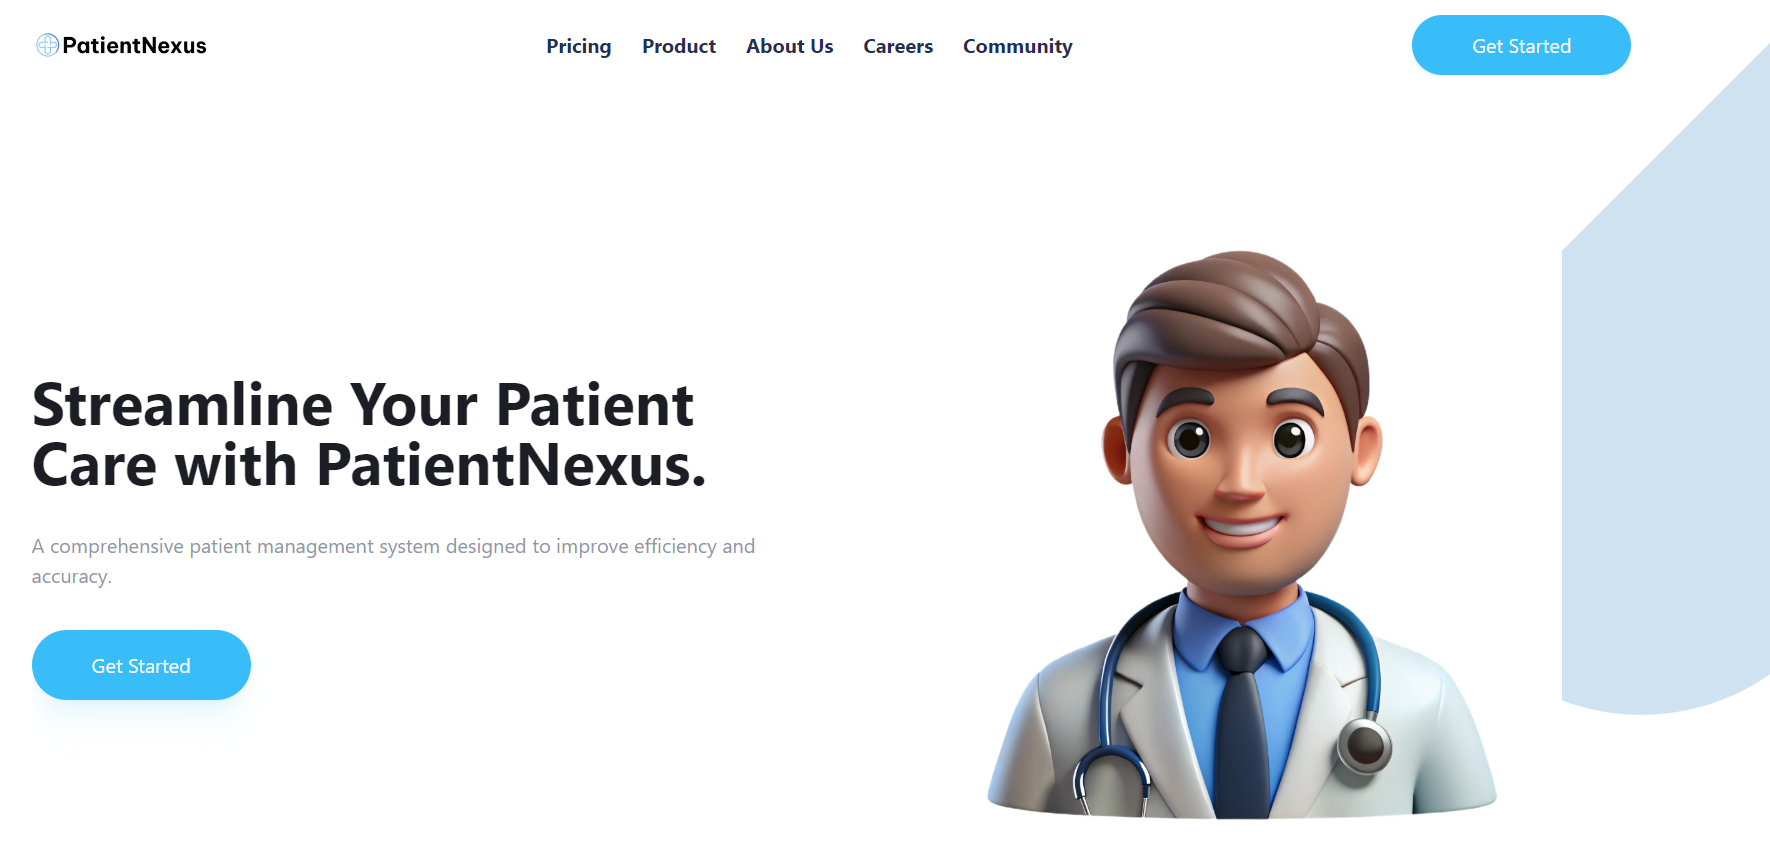 PatientNexus
Pricing Product About Us Careers Community
Get Started
Streamline Your Patient
Care with PatientNexus.
A comprehensive patient management system designed to improve efficiency and
accuracy.
Get Started